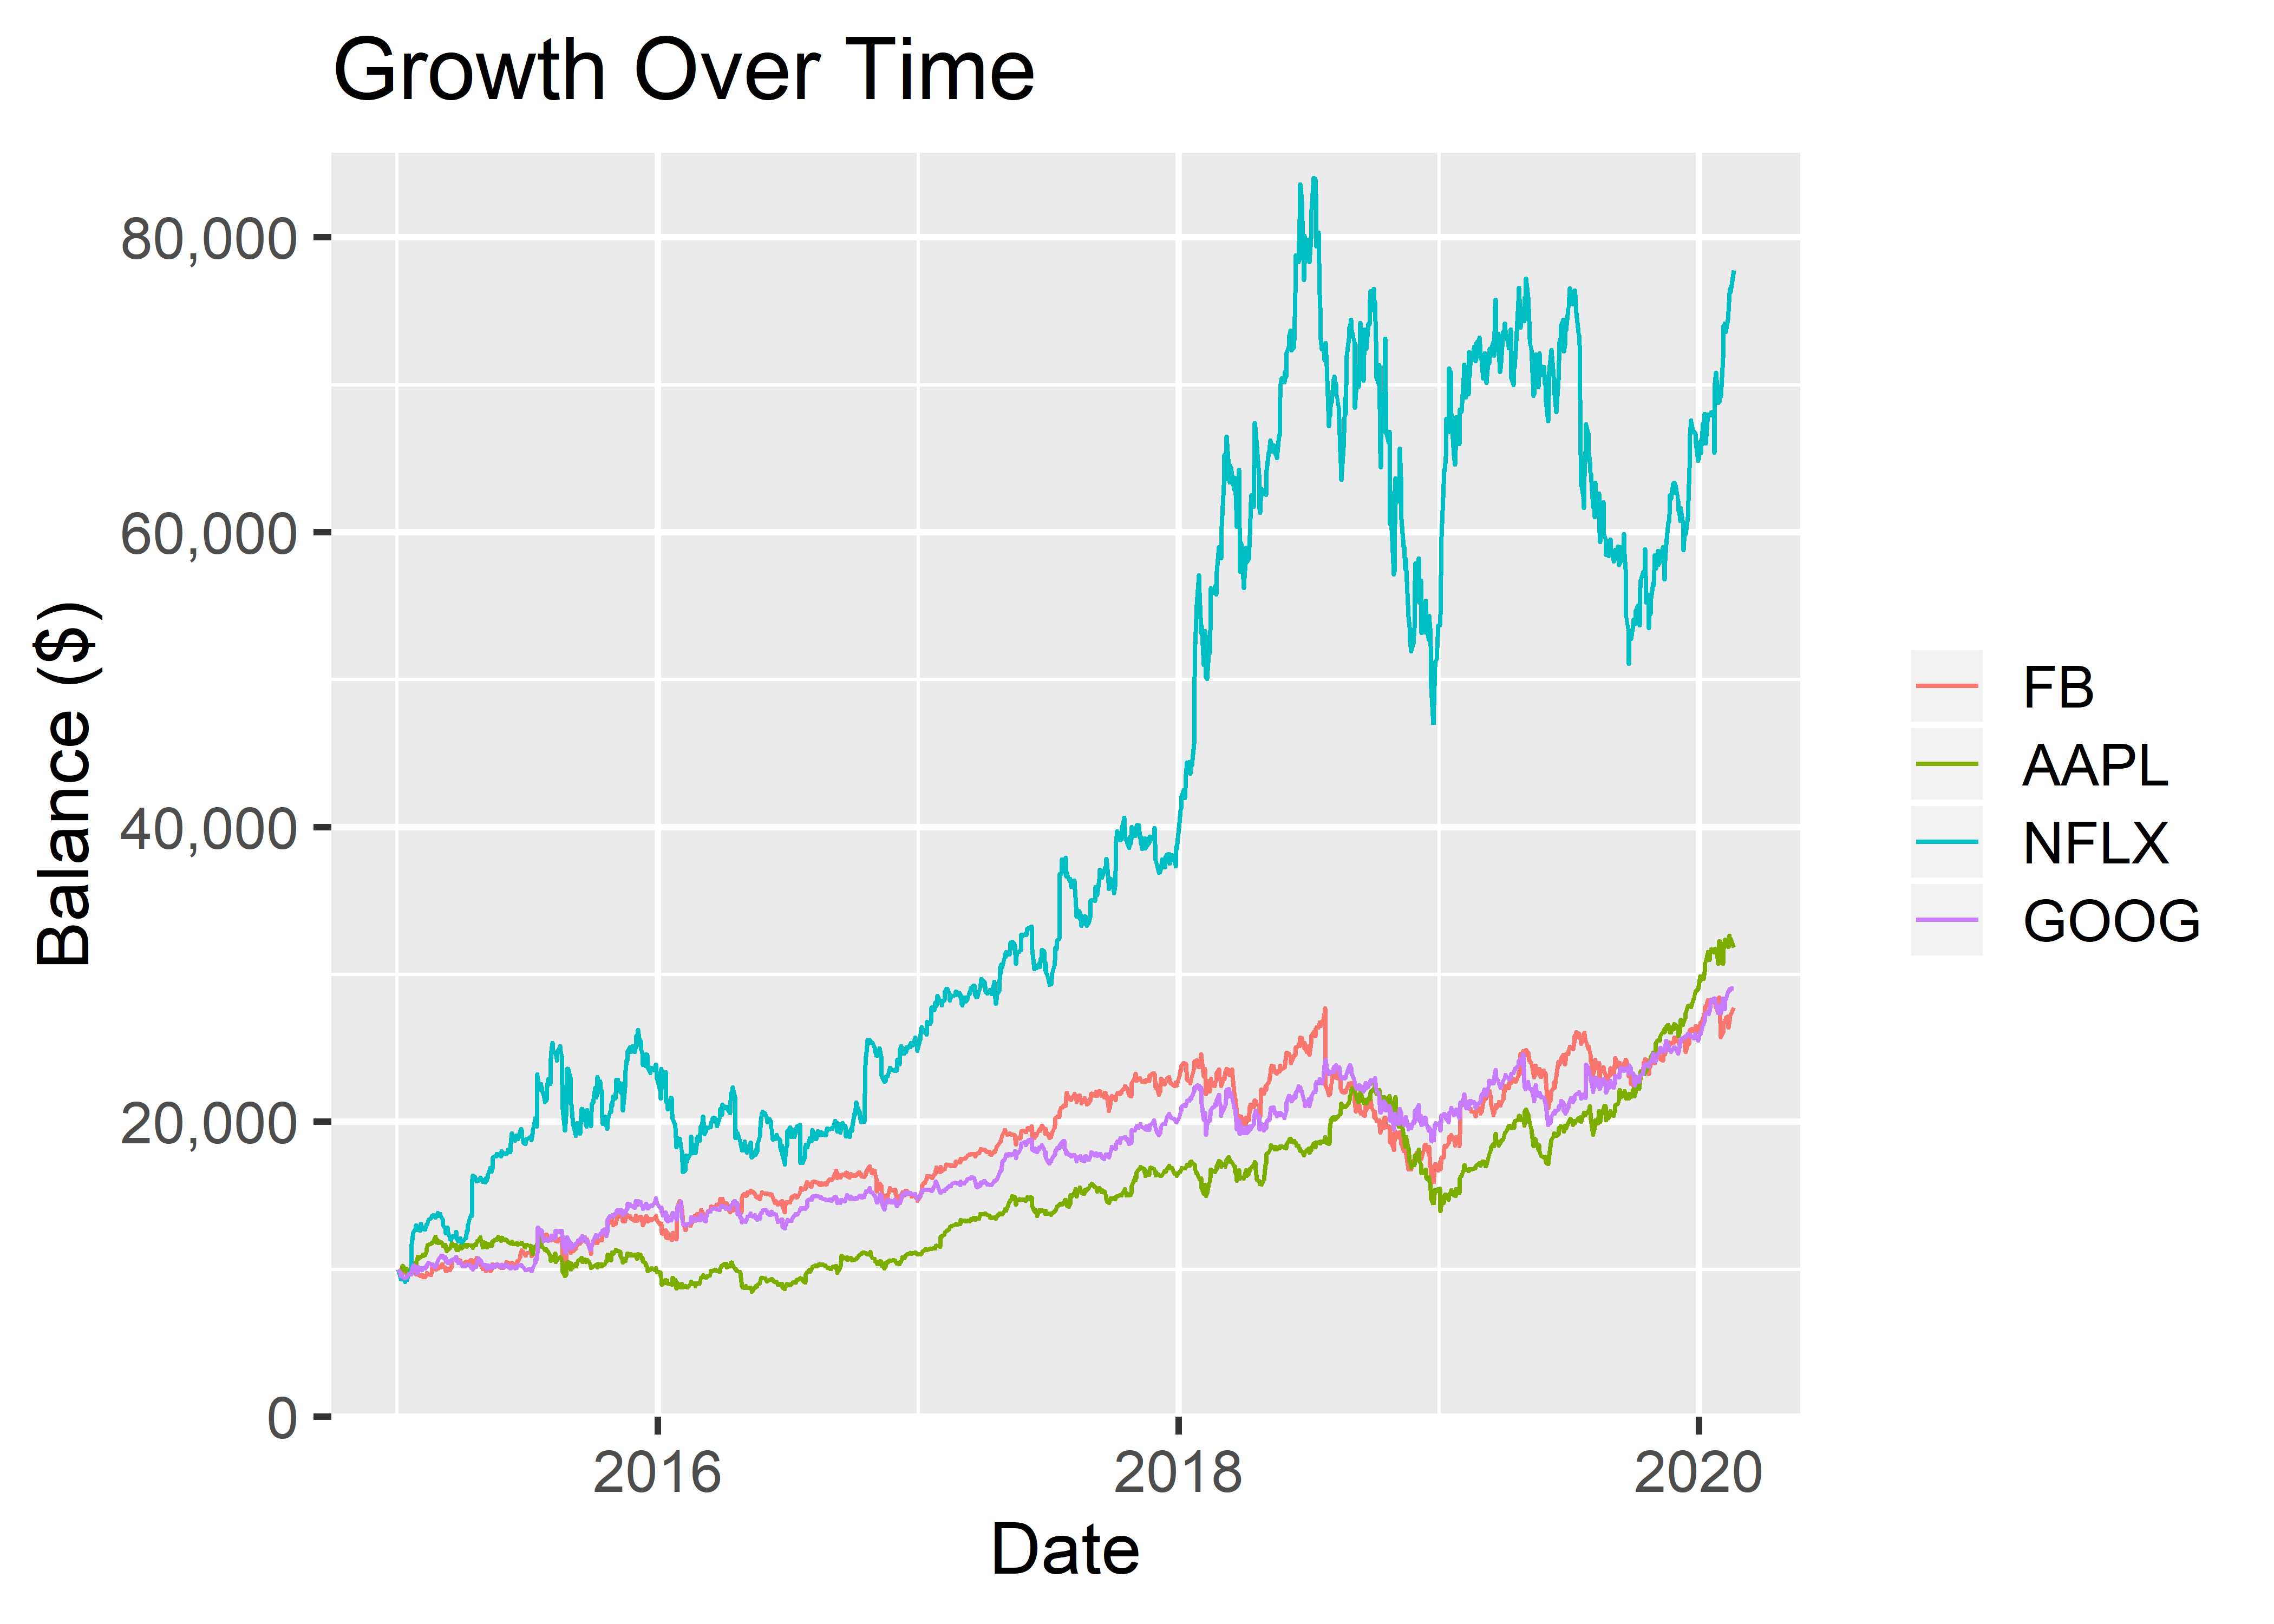 Growth Over Time
Balance ($)
80,000
60,000
40,000
20,000
0
2016
2018
2020
Date
FB
AAPL
NFLX
GOOG